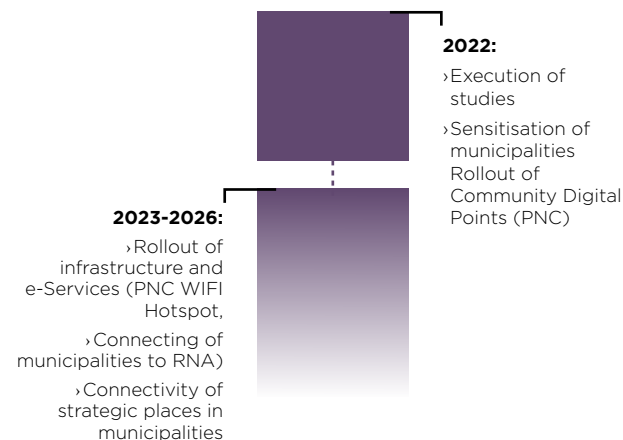 2022:
›Execution of
studies
›Sensitisation of
municipalities
Rollout of
Community Digital
Points (PNC)
2023-2026:
›Rollout of
infrastructure and
e-Services (PNC WIFI
Hotspot,
›Connecting of
municipalities to RNA)
›Connectivity of
strategic places in
municipalities